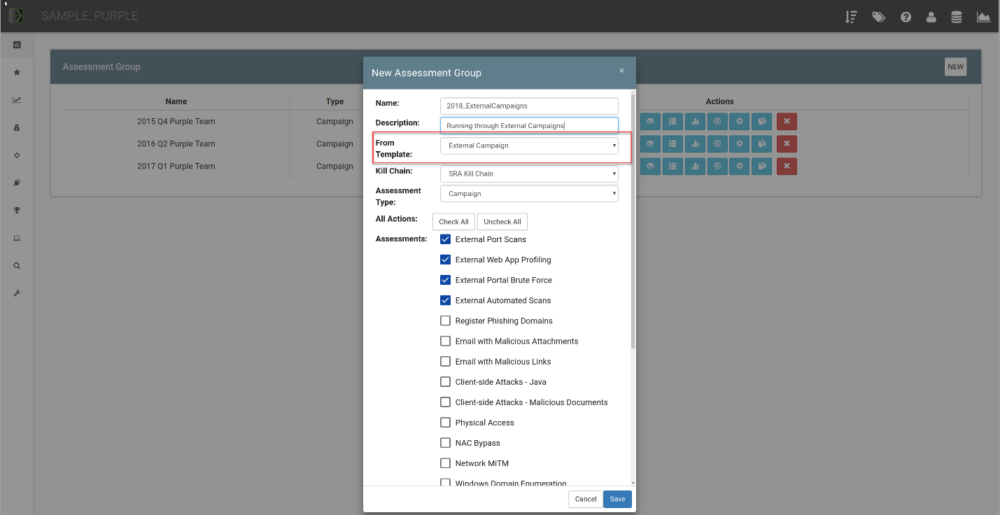 SAMPLE_PURPLE
Assessment Group
NEW
Name Type Actions
2015 Q4 Purple Team Campaign
2016 Q2 Purple Team Campaign
2017 Q1 Purple Team Campaign
New Assessment Group ×
Name: 2018_ExternalCampaigns
Description: Running through External Campaigns
From
Template:
External Campaign
Kill Chain: SRA Kill Chain
Assessment
Type:
Campaign
All Actions: Check All Uncheck All
Assessments: External Port Scans
External Web App Profiling
External Portal Brute Force
External Automated Scans
Register Phishing Domains
Email with Malicious Attachments
Email with Malicious Links
Client-side Attacks - Java
Client-side Attacks - Malicious Documents
Physical Access
NAC Bypass
Network MiTM
Windows Domain Enumeration
Cancel Save